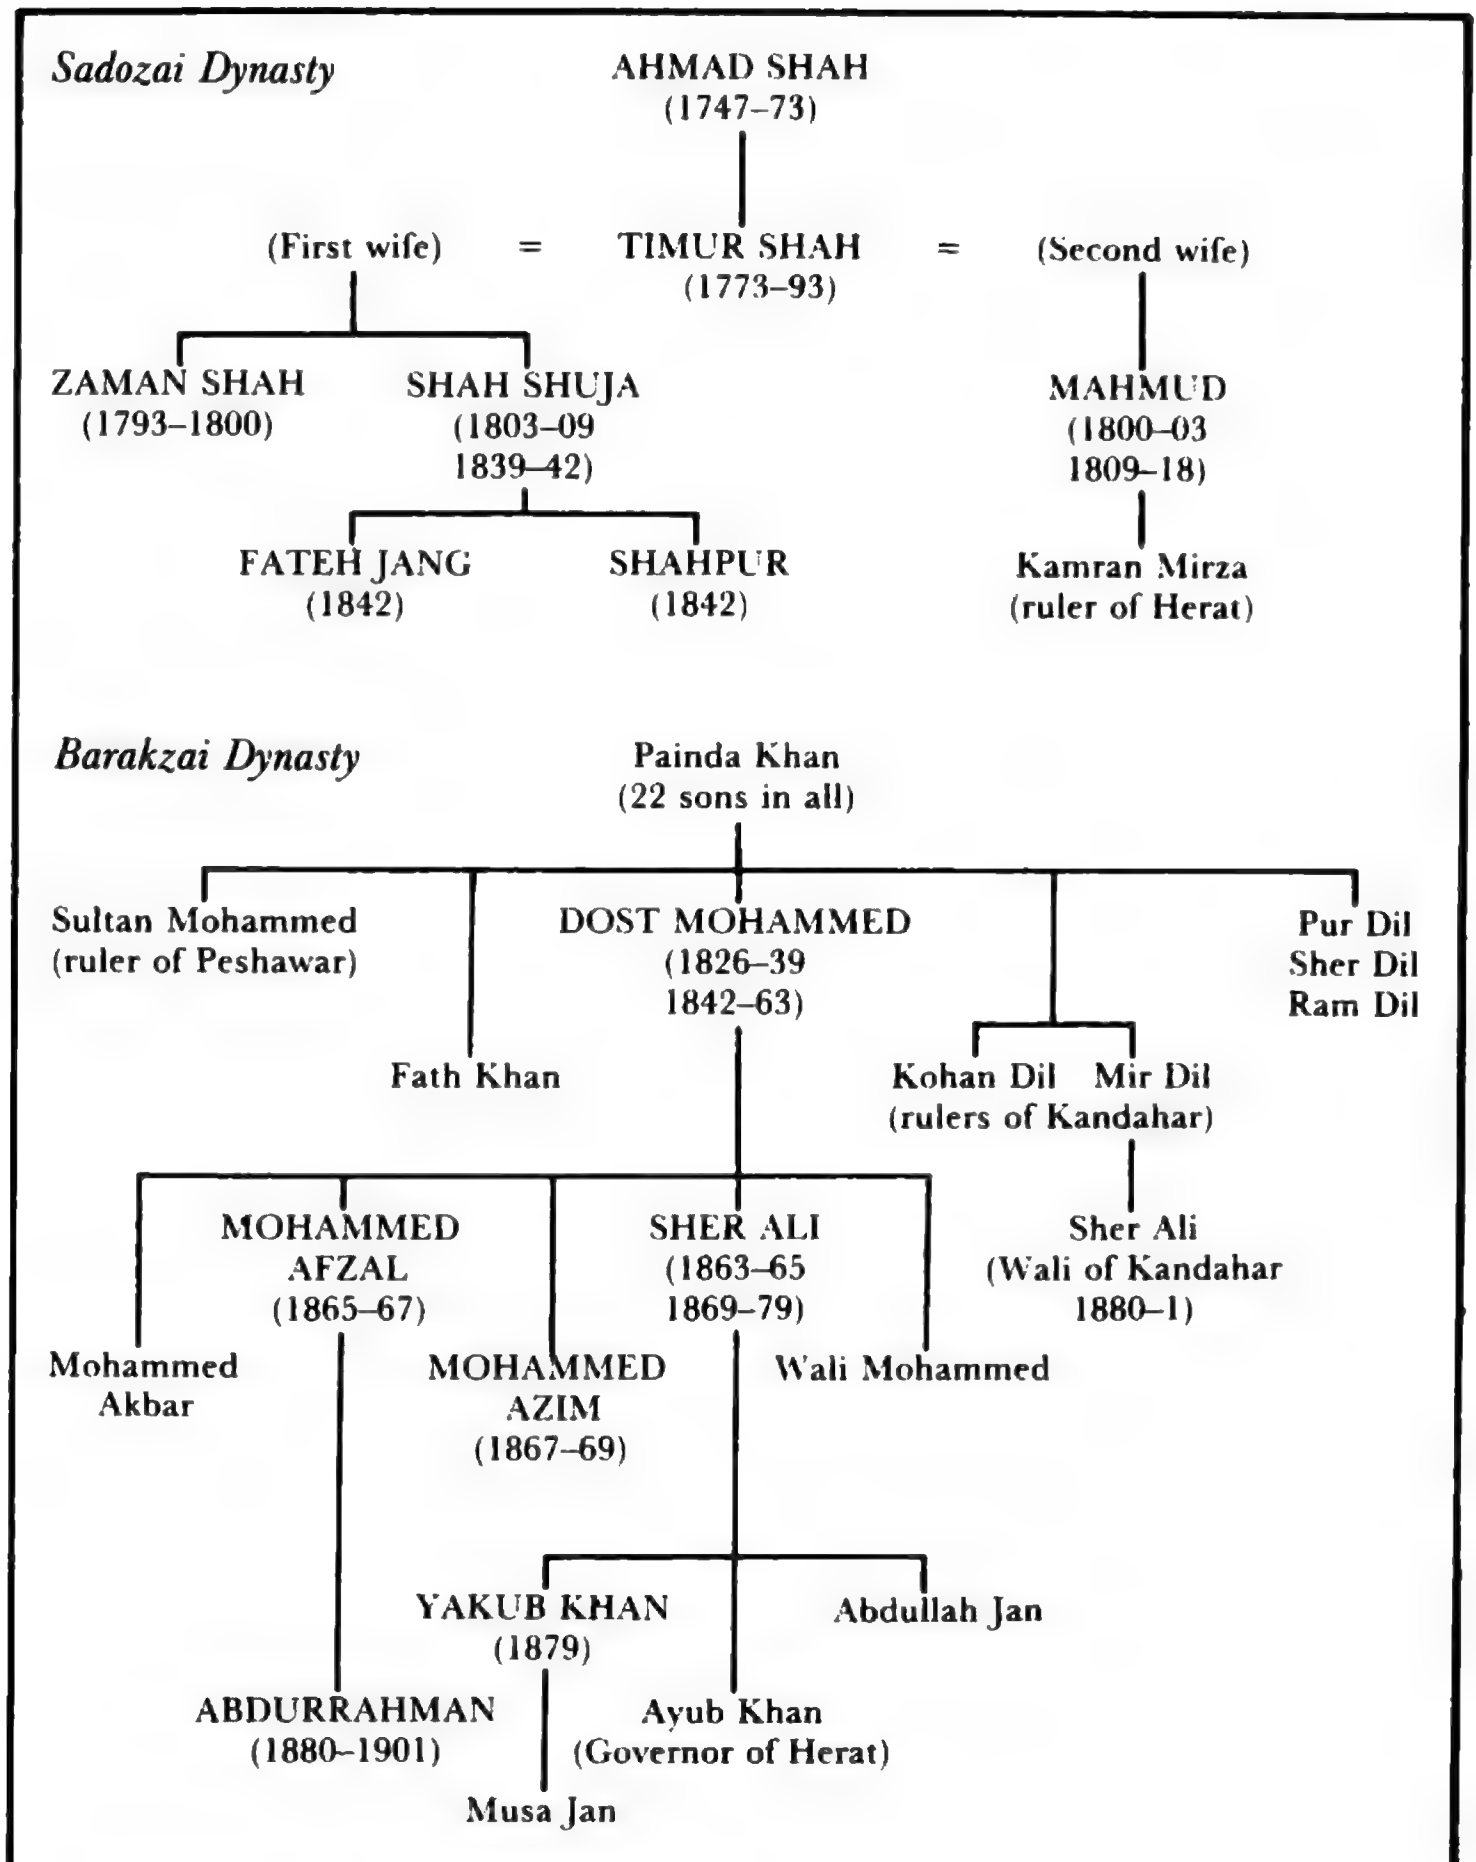 Sadozai Dynasty
AHMAD SHAH
(1747–73)
(First wife) = TIMUR SHAH = (Second wife)
(1773–93)
ZAMAN SHAH
(1793–1800)
SHAH SHUJA
(1803–09
1839–42)
MAHMUD
(1800–03
1809–18)
FATEH JANG
(1842)
SHAHPUR
(1842)
Kamran Mirza
(ruler of Herat)
Barakzai Dynasty
Painda Khan
(22 sons in all)
Sultan Mohammed
(ruler of Peshawar)
DOST MOHAMMED
(1826–39
1842–63)
Pur Dil
Sher Dil
Ram Dil
Fath Khan
Kohan Dil Mir Dil
(rulers of Kandahar)
MOHAMMED
AFZAL
(1865–67)
SHER ALI
(1863–65
1869–79)
Sher Ali
(Wali of Kandahar
1880–1)
Mohammed
Akbar
MOHAMMED
AZIM
(1867–69)
Wali Mohammed
YAKUB KHAN
(1879)
Abdullah Jan
ABDURRAHMAN
(1880–1901)
Ayub Khan
(Governor of Herat)
Musa Jan